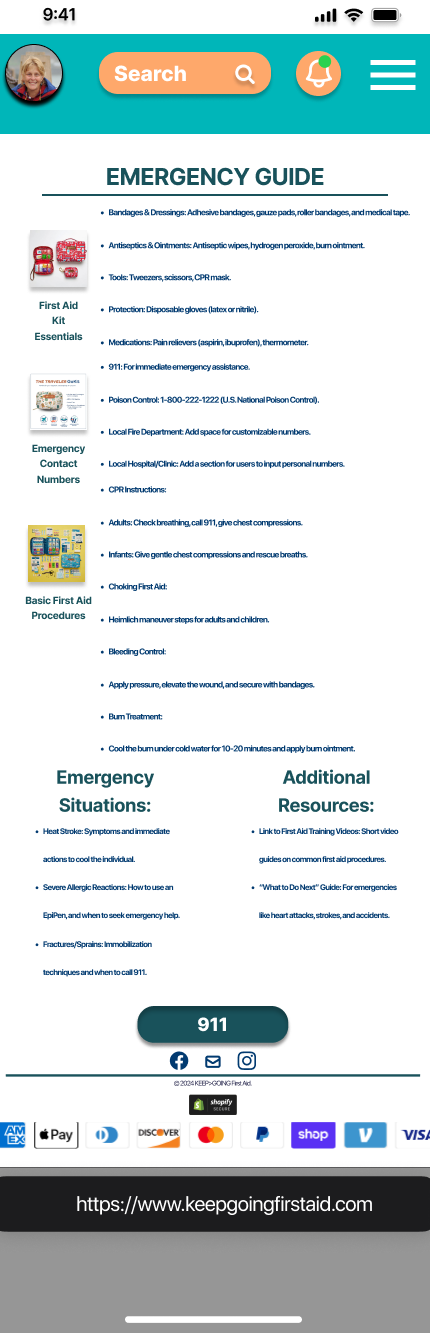 9:41
Search
EMERGENCY GUIDE
• Bandages & Dressings: Adhesive bandages, gauze pads, roller bandages, and medical tape.
• Antiseptics & Ointments: Antiseptic wipes, hydrogen peroxide, burn ointment.
• Tools: Tweezers, scissors, CPR mask.
• Protection: Disposable gloves (latex or nitrile).
• Medications: Pain relievers (aspirin, ibuprofen), thermometer.
First Aid
Kit
Essentials
• 911: For immediate emergency assistance.
• Poison Control: 1-800-222-1222 (U.S. National Poison Control).
• Local Fire Department: Add space for customizable numbers.
• Local Hospital/Clinic: Add a section for users to input personal numbers.
THE TRAVELER
Emergency
Contact
Numbers
• CPR Instructions:
• Adults: Check breathing, call 911, give chest compressions.
• Infants: Give gentle chest compressions and rescue breaths.
• Choking First Aid:
• Heimlich maneuver steps for adults and children.
• Bleeding Control:
• Apply pressure, elevate the wound, and secure with bandages.
• Burn Treatment:
• Cool the burn under cold water for 10-20 minutes and apply burn ointment.
Basic First Aid
Procedures
Emergency
Situations:
• Heat Stroke: Symptoms and immediate
actions to cool the individual.
• Severe Allergic Reactions: How to use an
EpiPen, and when to seek emergency help.
• Fractures/Sprains: Immobilization
techniques and when to call 911.
Additional
Resources:
• Link to First Aid Training Videos: Short video
guides on common first aid procedures.
• “What to Do Next” Guide: For emergencies
like heart attacks, strokes, and accidents.
911
© 2024 KEEP>GOING First Aid.
shopify
SECURE
AM
EX
Pay
DISCOVER
PayPal
shop
VISA
https://www.keepgoingfirstaid.com